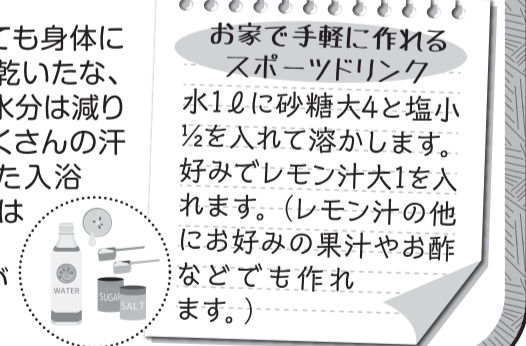 ても身体に
乾いたな、
水分は減り
くさんの汗
た入浴
は
が
お家で手軽に作れる
スポーツドリンク
水1ℓに砂糖大4と塩小
½を入れて溶かします。
好みでレモン汁大1を入
れます。(レモン汁の他
にお好みの果汁やお酢
などでも作れ
ます。)
WATER
SUGAR
SALT